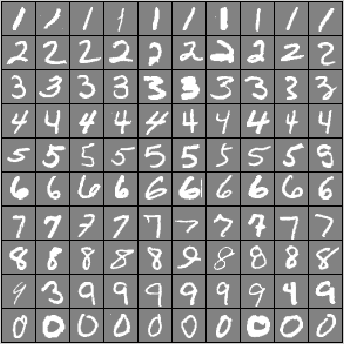 1 1 1 1 1 1 1 1 1 1
2 2 2 2 2 2 2 2 2 2
3 3 3 3 3 3 3 3 3 3
4 4 4 4 4 4 4 4 4 4
5 5 5 5 5 5 5 5 5 5
6 6 6 6 6 6 6 6 6 6
7 7 7 7 7 7 7 7 7 7
8 8 8 8 8 8 8 8 8 8
9 3 9 9 9 9 9 9 4 9
0 0 0 0 0 0 0 0 0 0